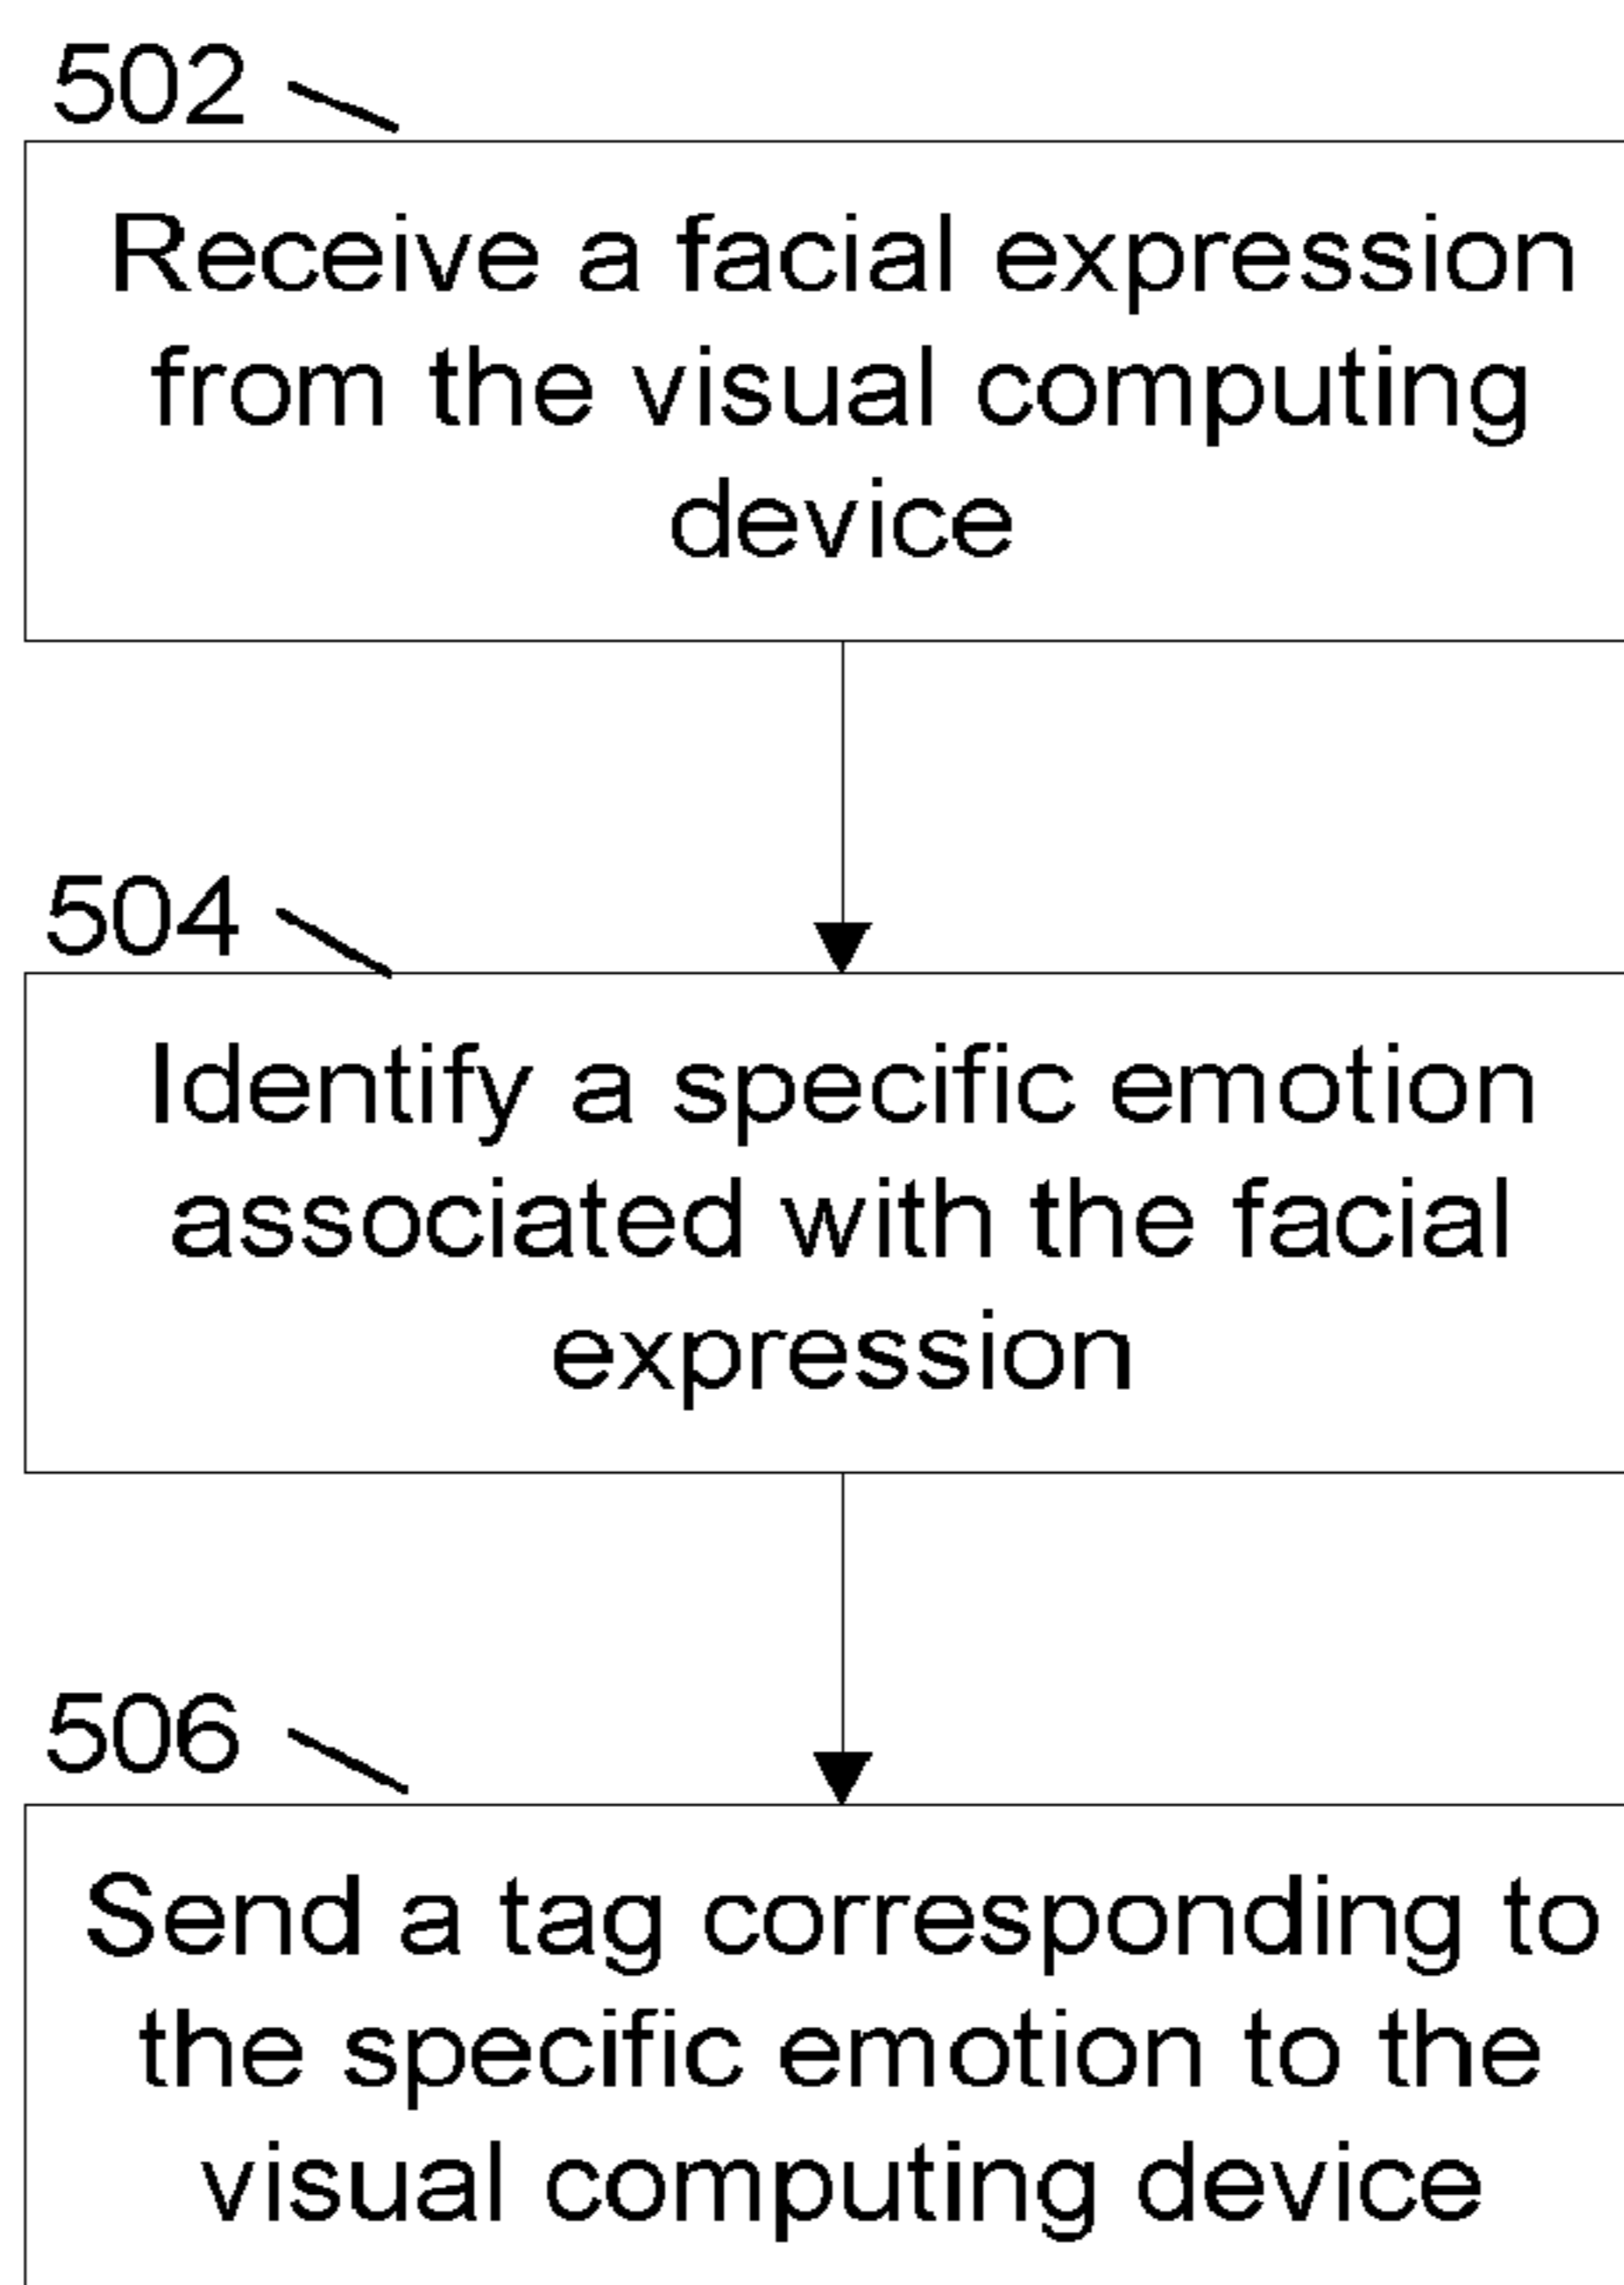 502
Receive a facial expression
from the visual computing
device
504
Identify a specific emotion
associated with the facial
expression
506
Send a tag corresponding to
the specific emotion to the
visual computing device